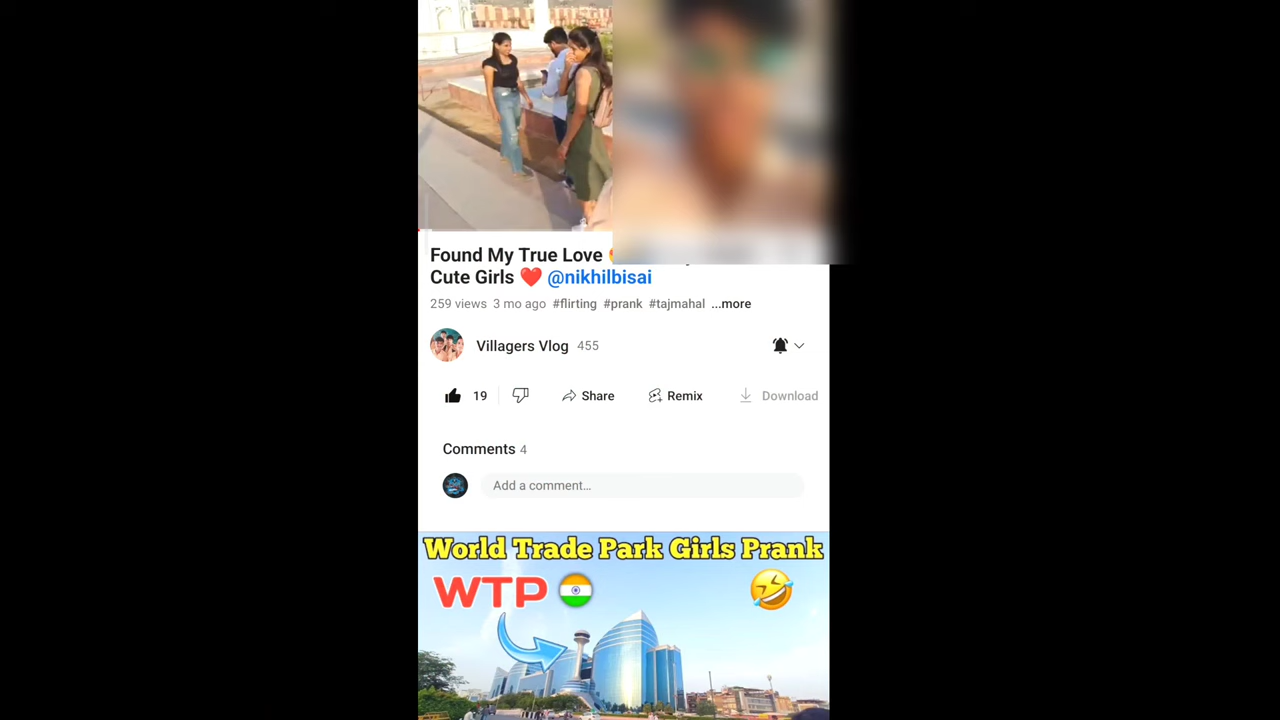 Found My True Love
Cute Girls ❤️ @nikhilbisai
259 views 3 mo ago #flirting #prank #tajmahal ...more
Villagers Vlog 455
19 Share Remix Download
Comments 4
Add a comment...
World Trade Park Girls Prank
WTP